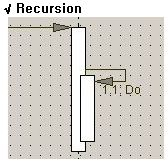 √ Recursion
1.1: Do